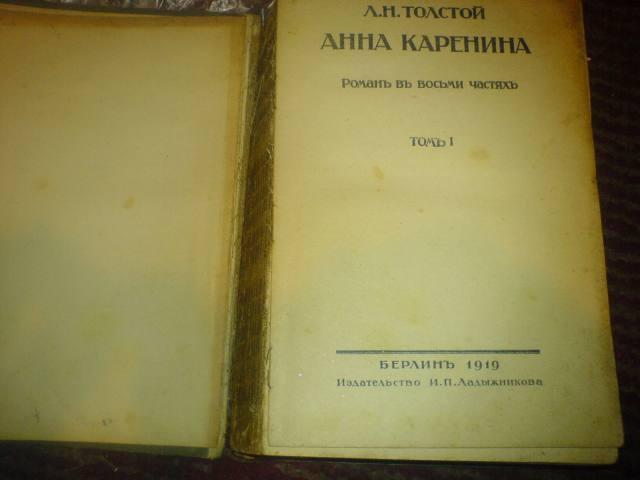 Л.Н.ТОЛСТОЙ
АННА КАРЕНИНА
Романъ въ восьми частяхъ
ТОМЪ I
БЕРЛИНЪ 1919
Издательство И.П.Ладыжникова